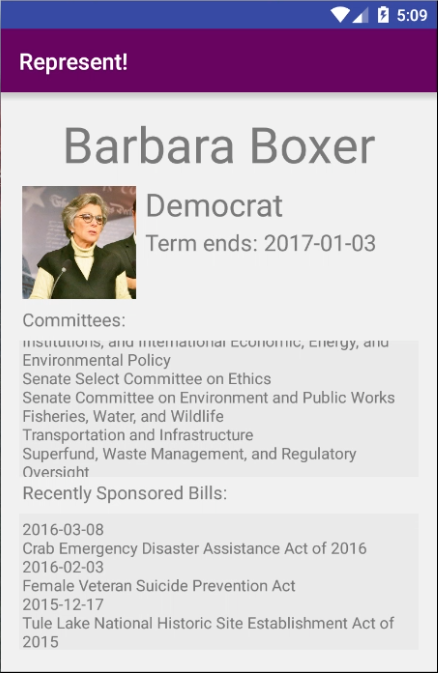 5:09
Represent!
Barbara Boxer
Democrat
Term ends: 2017-01-03
Committees:
Institutions, and International Economic, Energy, and
Environmental Policy
Senate Select Committee on Ethics
Senate Committee on Environment and Public Works
Fisheries, Water, and Wildlife
Transportation and Infrastructure
Superfund, Waste Management, and Regulatory
Oversight
Recently Sponsored Bills:
2016-03-08
Crab Emergency Disaster Assistance Act of 2016
2016-02-03
Female Veteran Suicide Prevention Act
2015-12-17
Tule Lake National Historic Site Establishment Act of
2015